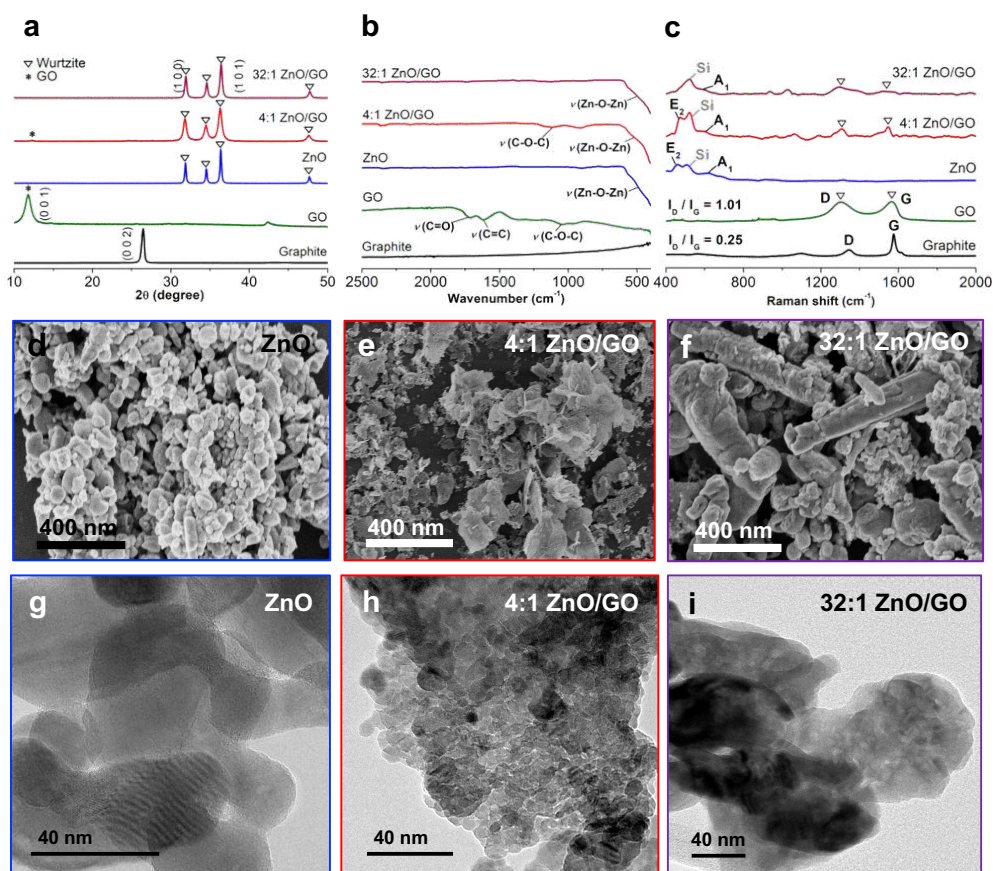 a
▽ Wurtzite
* GO
(1 0 0)
(1 0 1)
32:1 ZnO/GO
*
4:1 ZnO/GO
ZnO
*
(0 0 1)
GO
(0 0 2)
Graphite
10 20 30 40 50
2θ (degree)
b
32:1 ZnO/GO
ν(Zn-O-Zn)
4:1 ZnO/GO
ν(C-O-C)
ν(Zn-O-Zn)
ZnO
ν(Zn-O-Zn)
GO
ν(C=O)
ν(C=C)
ν(C-O-C)
Graphite
2500 2000 1500 1000 500
Wavenumber (cm⁻¹)
c
Si
A₁
32:1 ZnO/GO
E₂
Si
A₁
4:1 ZnO/GO
E₂
Si
A₁
ZnO
I_D / I_G = 1.01
D
G
GO
I_D / I_G = 0.25
D
G
Graphite
400 800 1200 1600 2000
Raman shift (cm⁻¹)
d
ZnO
400 nm
e
4:1 ZnO/GO
400 nm
f
32:1 ZnO/GO
400 nm
g
ZnO
40 nm
h
4:1 ZnO/GO
40 nm
i
32:1 ZnO/GO
40 nm